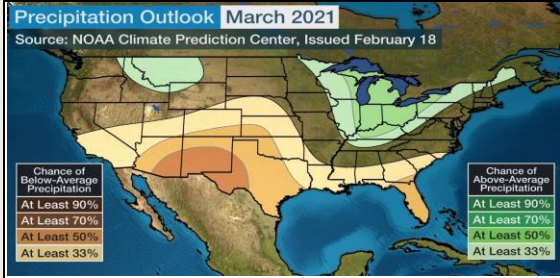 Precipitation Outlook March 2021
Source: NOAA Climate Prediction Center, Issued February 18
Chance of
Below-Average
Precipitation
At Least 90%
At Least 70%
At Least 50%
At Least 33%
Chance of
Above-Average
Precipitation
At Least 90%
At Least 70%
At Least 50%
At Least 33%